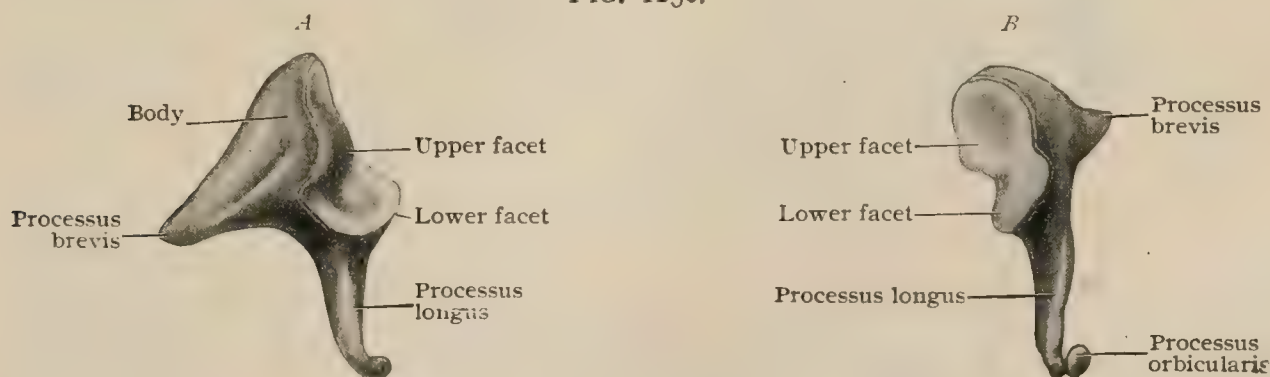 A
B
Body
Upper facet
Processus
brevis
Lower facet
Processus
longus
Processus
brevis
Upper facet
Lower facet
Processus longus
Processus
orbicularis